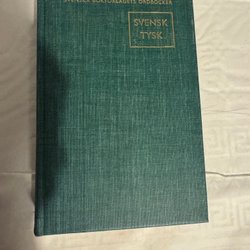 SVENSKA BOKFÖRLAGETS ORDBÖCKER
SVENSK
TYSK